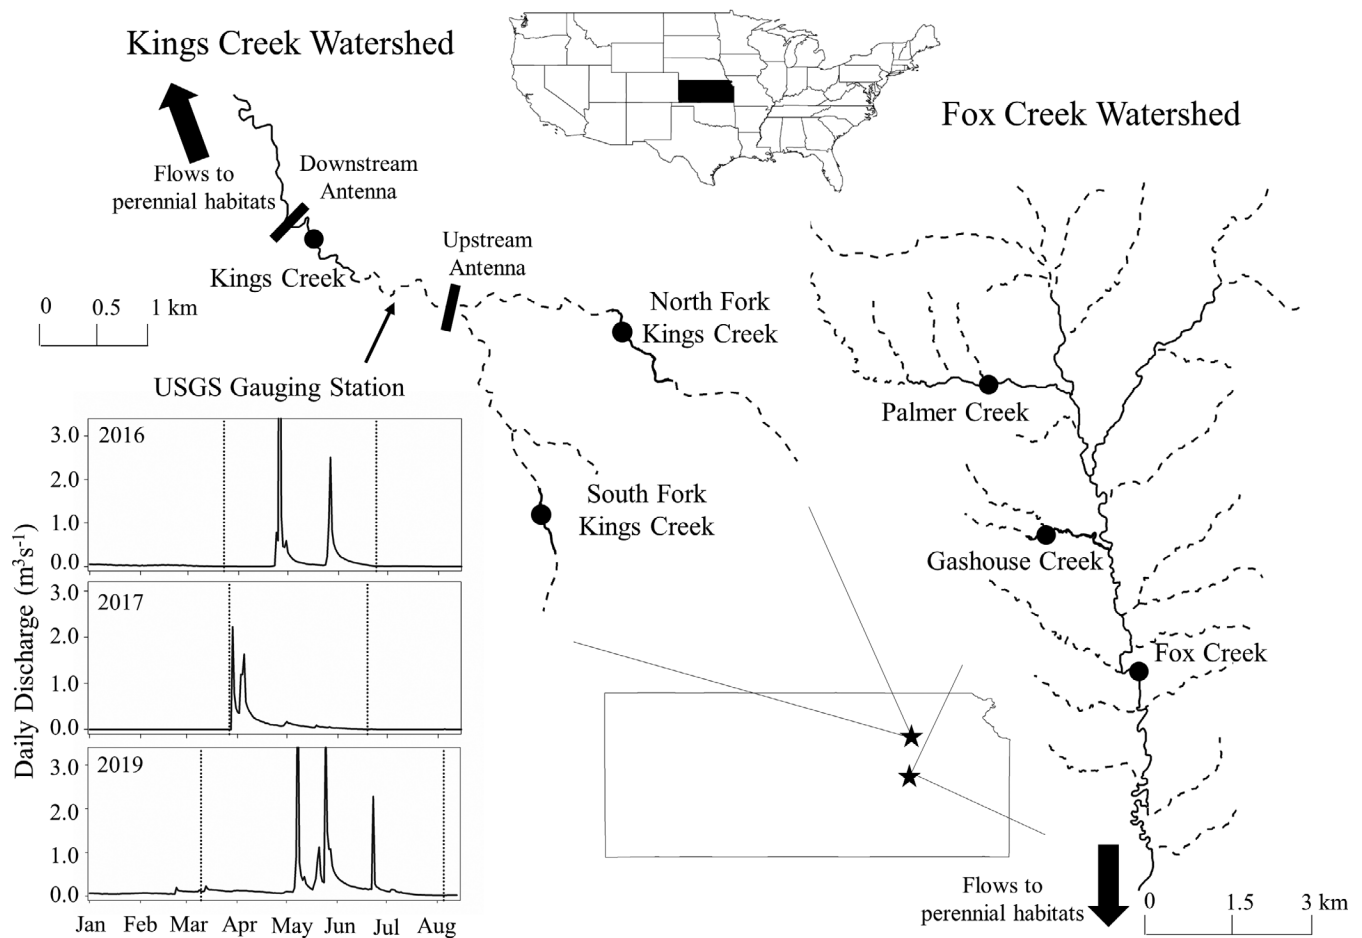 Kings Creek Watershed
Fox Creek Watershed
Flows to
perennial habitats
Downstream
Antenna
Kings Creek
Upstream
Antenna
0 0.5 1 km
North Fork
Kings Creek
USGS Gauging Station
South Fork
Kings Creek
Palmer Creek
Gashouse Creek
Fox Creek
Flows to
perennial habitats
0 1.5 3 km
Daily Discharge (m³s⁻¹)
2016
3.0
2.0
1.0
0.0
2017
3.0
2.0
1.0
0.0
2019
3.0
2.0
1.0
0.0
Jan Feb Mar Apr May Jun Jul Aug